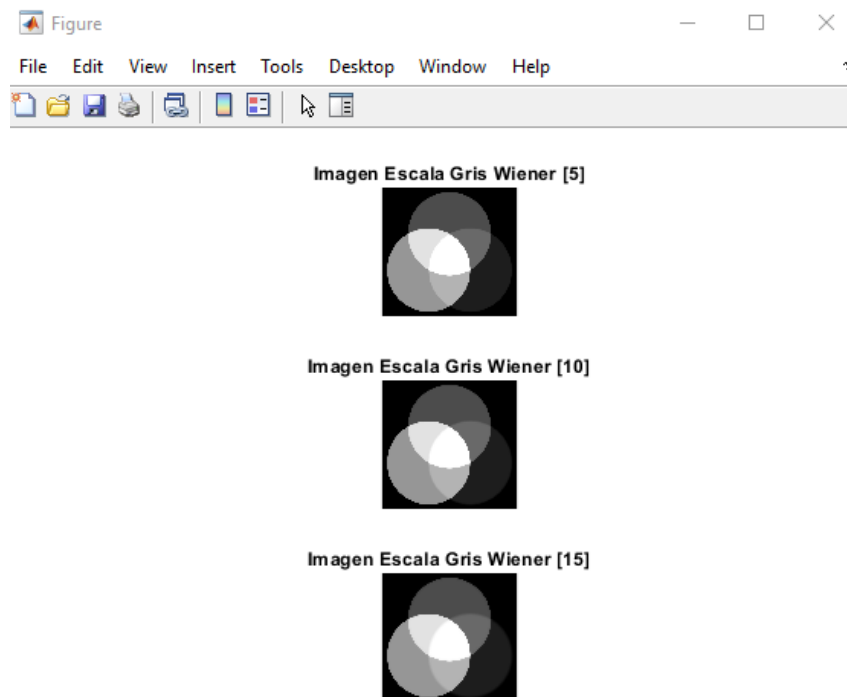 Figure
File Edit View Insert Tools Desktop Window Help
Imagen Escala Gris Wiener [5]
Imagen Escala Gris Wiener [10]
Imagen Escala Gris Wiener [15]